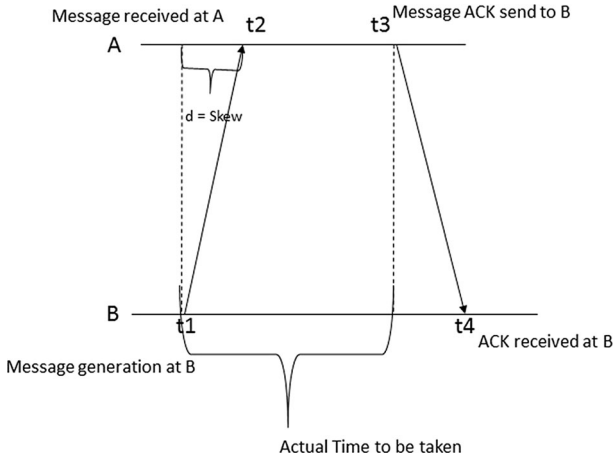 Message received at A
t2
t3
Message ACK send to B
A
d = Skew
B
t1
t4
ACK received at B
Message generation at B
Actual Time to be taken